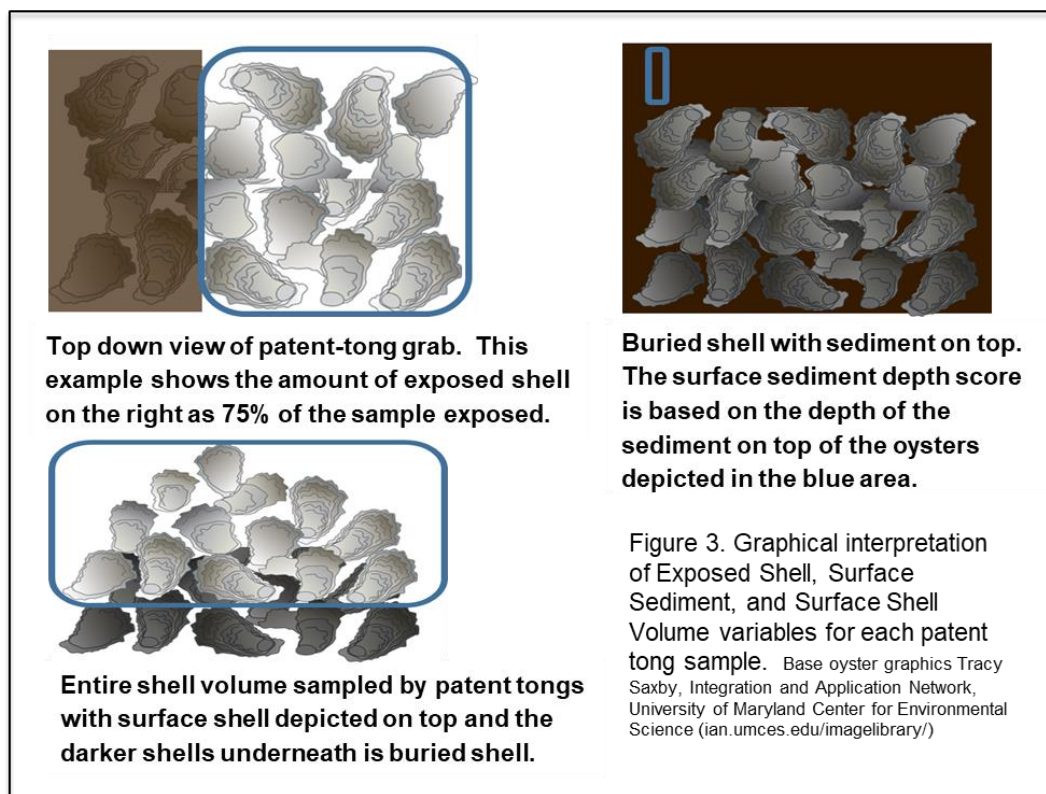 Top down view of patent-tong grab.  This
example shows the amount of exposed shell
on the right as 75% of the sample exposed.
Buried shell with sediment on top.
The surface sediment depth score
is based on the depth of the
sediment on top of the oysters
depicted in the blue area.
Entire shell volume sampled by patent tongs
with surface shell depicted on top and the
darker shells underneath is buried shell.
Figure 3. Graphical interpretation
of Exposed Shell, Surface
Sediment, and Surface Shell
Volume variables for each patent
tong sample.  Base oyster graphics Tracy
Saxby, Integration and Application Network,
University of Maryland Center for Environmental
Science (ian.umces.edu/imagelibrary/)